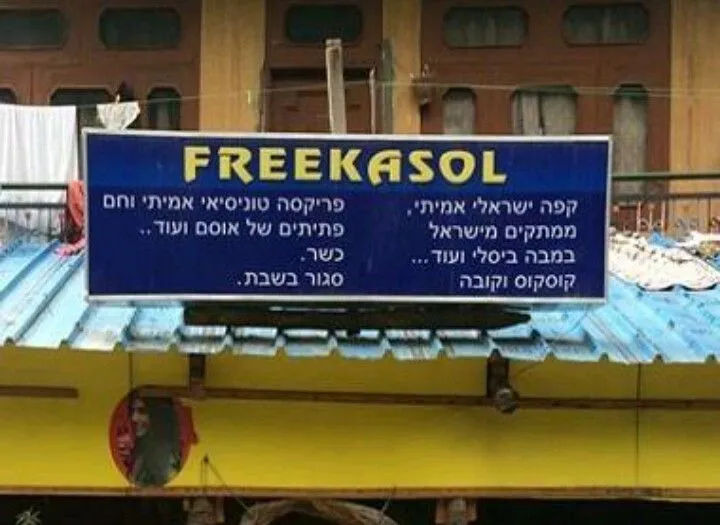 FREEKASOL
קפה ישראלי אמיתי,
ממתקים מישראל
במבה ביסלי ועוד...
קוסקוס וקובה
פריקסה טוניסיאי אמיתי וחם
פתיתים של אוסם ועוד..
כשר.
סגור בשבת.